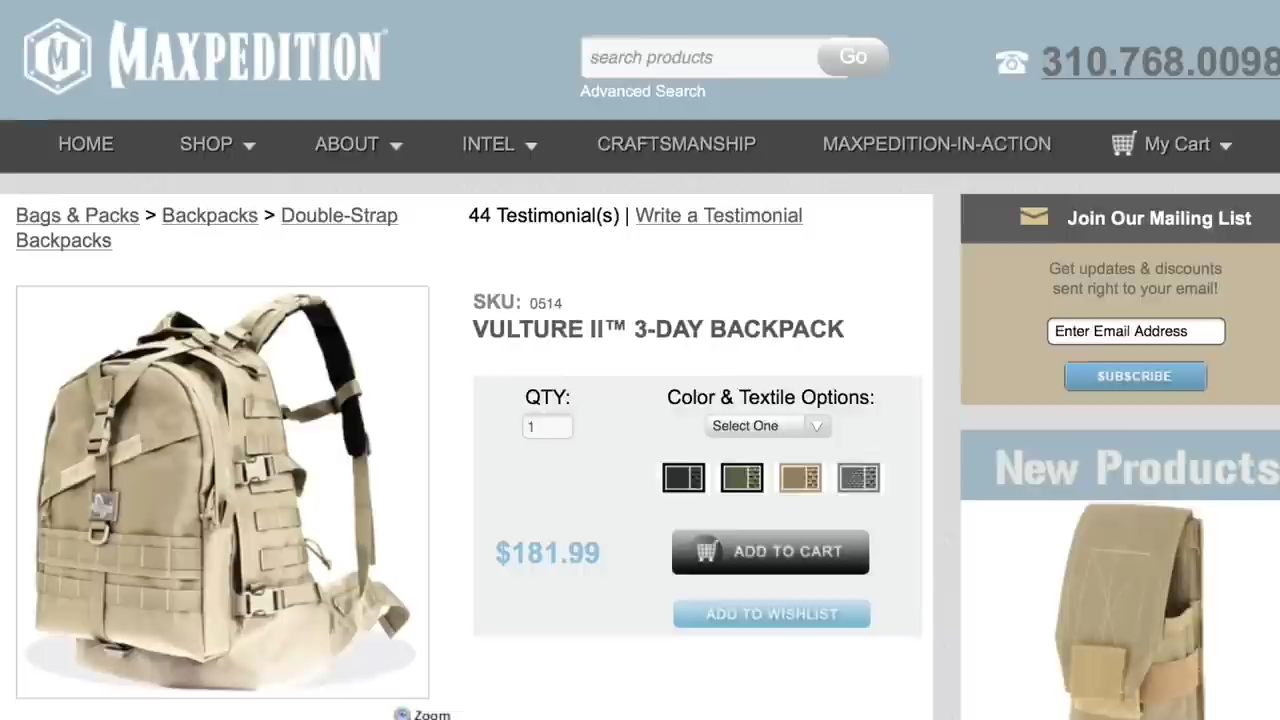 MAXPEDITION
search products
Go
Advanced Search
310.768.0098
HOME
SHOP
ABOUT
INTEL
CRAFTSMANSHIP
MAXPEDITION-IN-ACTION
My Cart
Bags & Packs > Backpacks > Double-Strap
Backpacks
44 Testimonial(s) | Write a Testimonial
SKU: 0514
VULTURE II™ 3-DAY BACKPACK
QTY:
1
Color & Textile Options:
Select One
$181.99
ADD TO CART
ADD TO WISHLIST
Zoom
Join Our Mailing List
Get updates & discounts
sent right to your email!
Enter Email Address
SUBSCRIBE
New Products